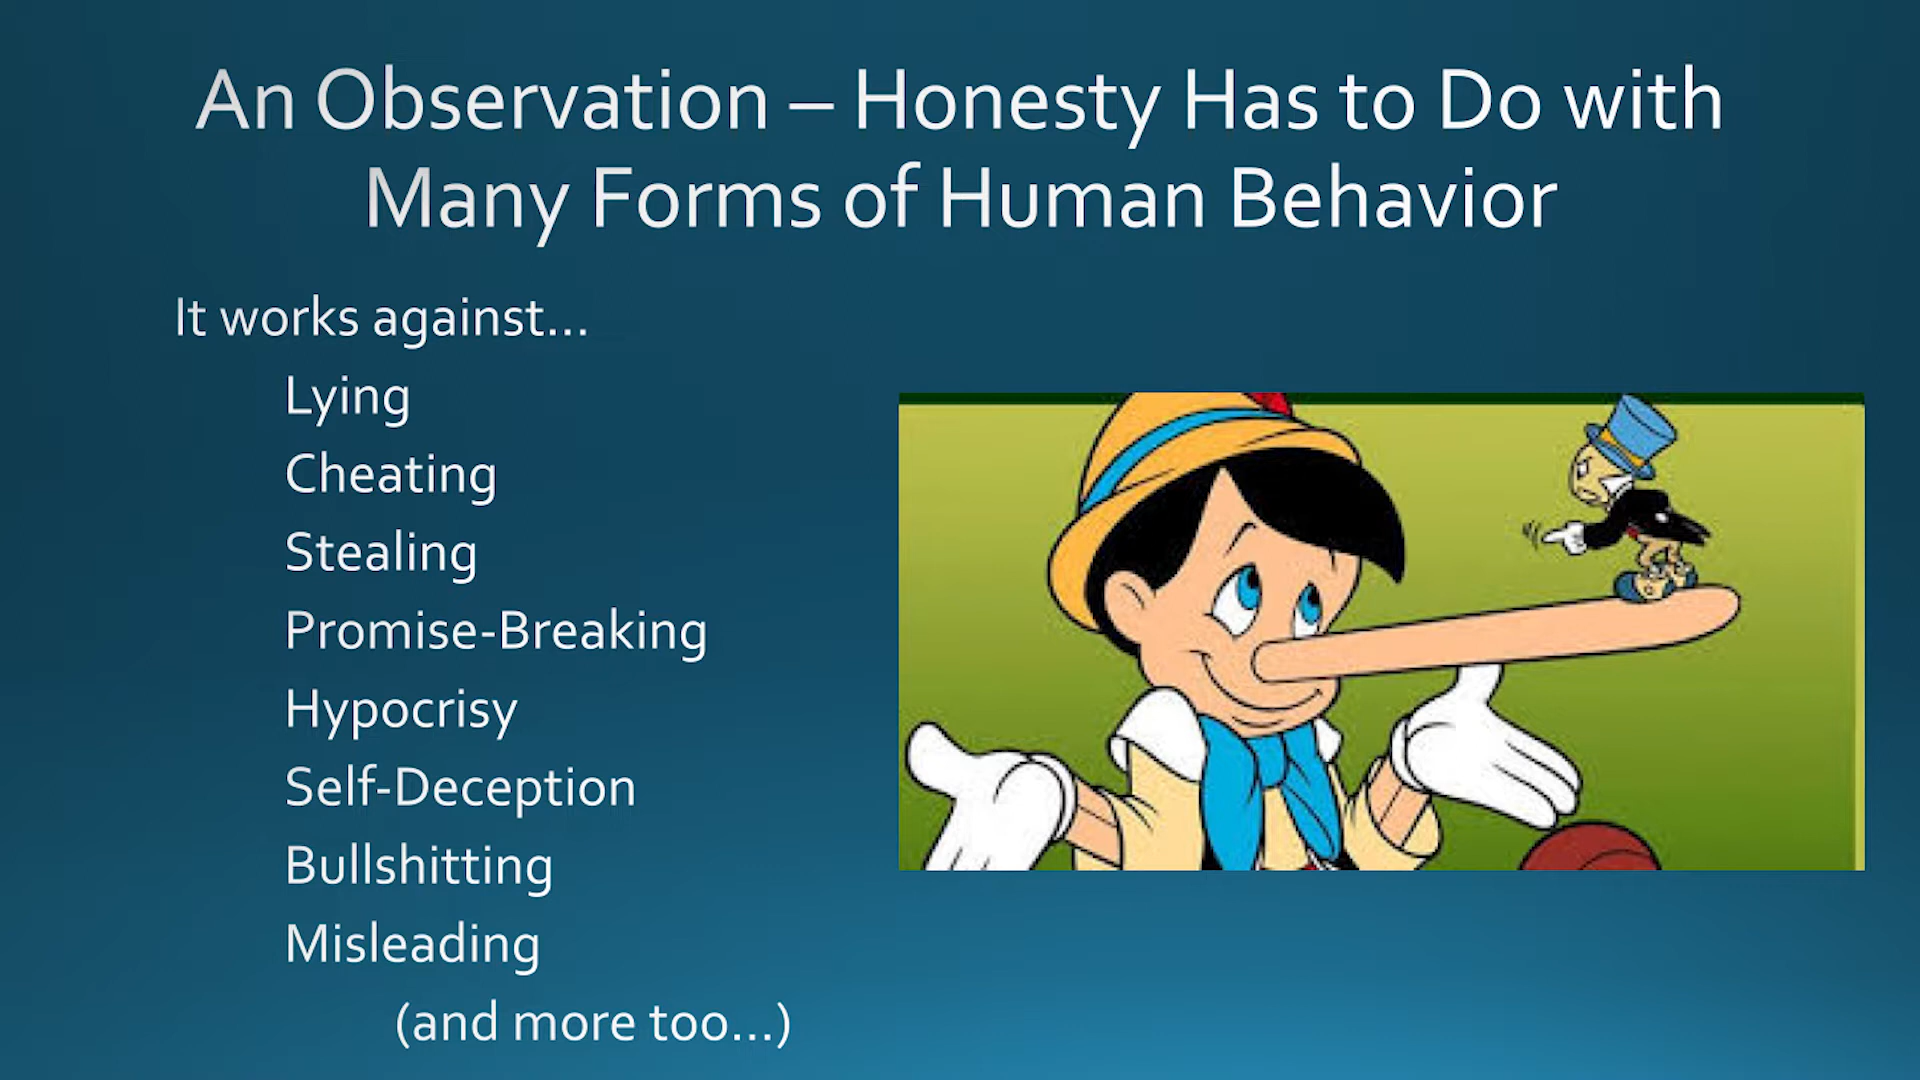 An Observation – Honesty Has to Do with
Many Forms of Human Behavior
It works against…
Lying
Cheating
Stealing
Promise-Breaking
Hypocrisy
Self-Deception
Bullshitting
Misleading
(and more too…)